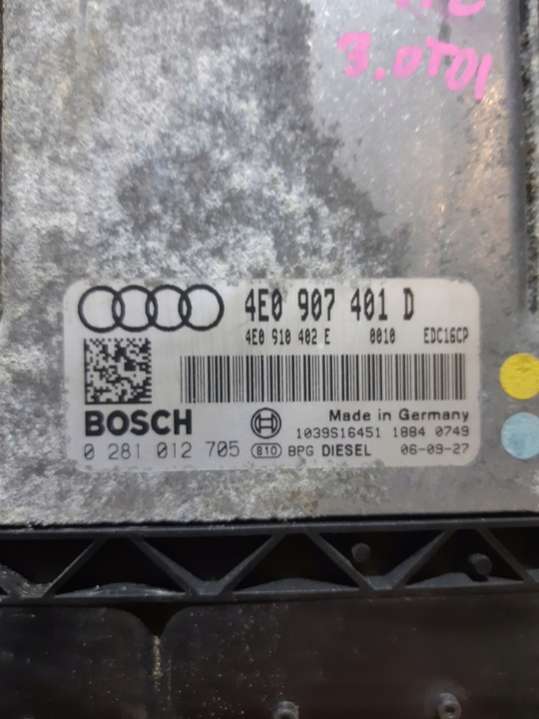 3.0TDI
4E0 907 401 D
4E0 910 402 E 0010 EDC16CP
BOSCH
Made in Germany
1039S16451 1884 0749
0 281 012 705 810 BPG DIESEL 06-09-27